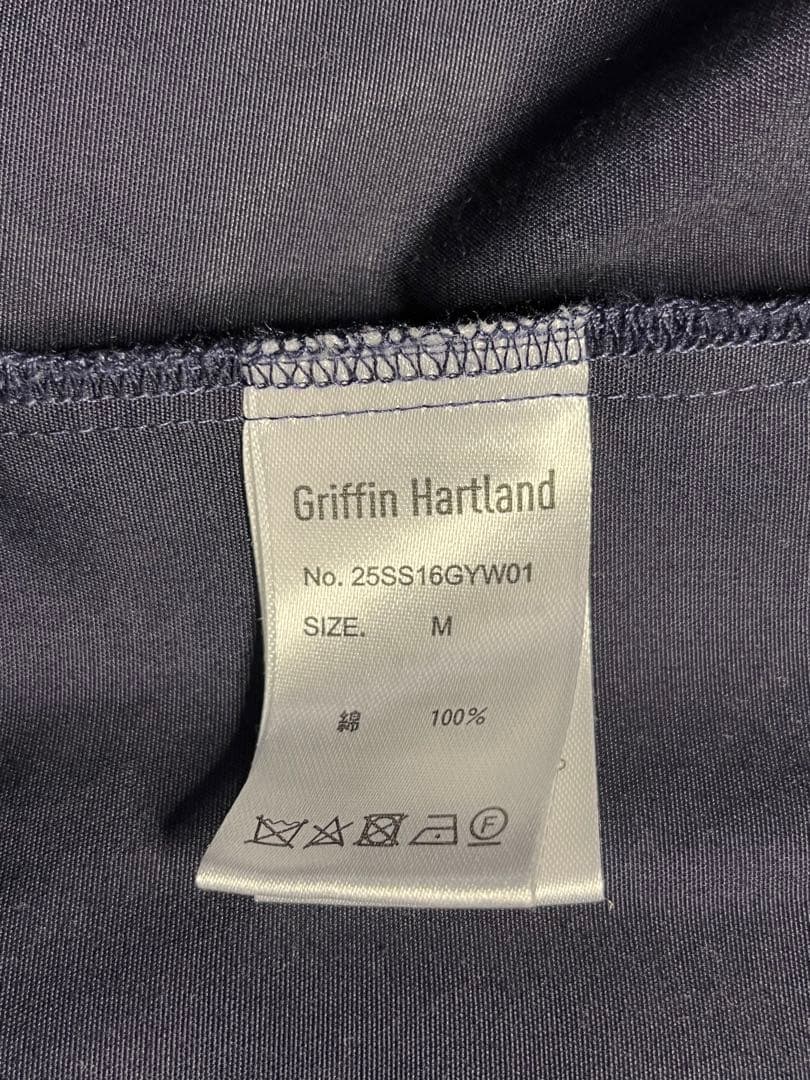 Griffin Hartland
No. 25SS16GYW01
SIZE. M
綿 100%
F